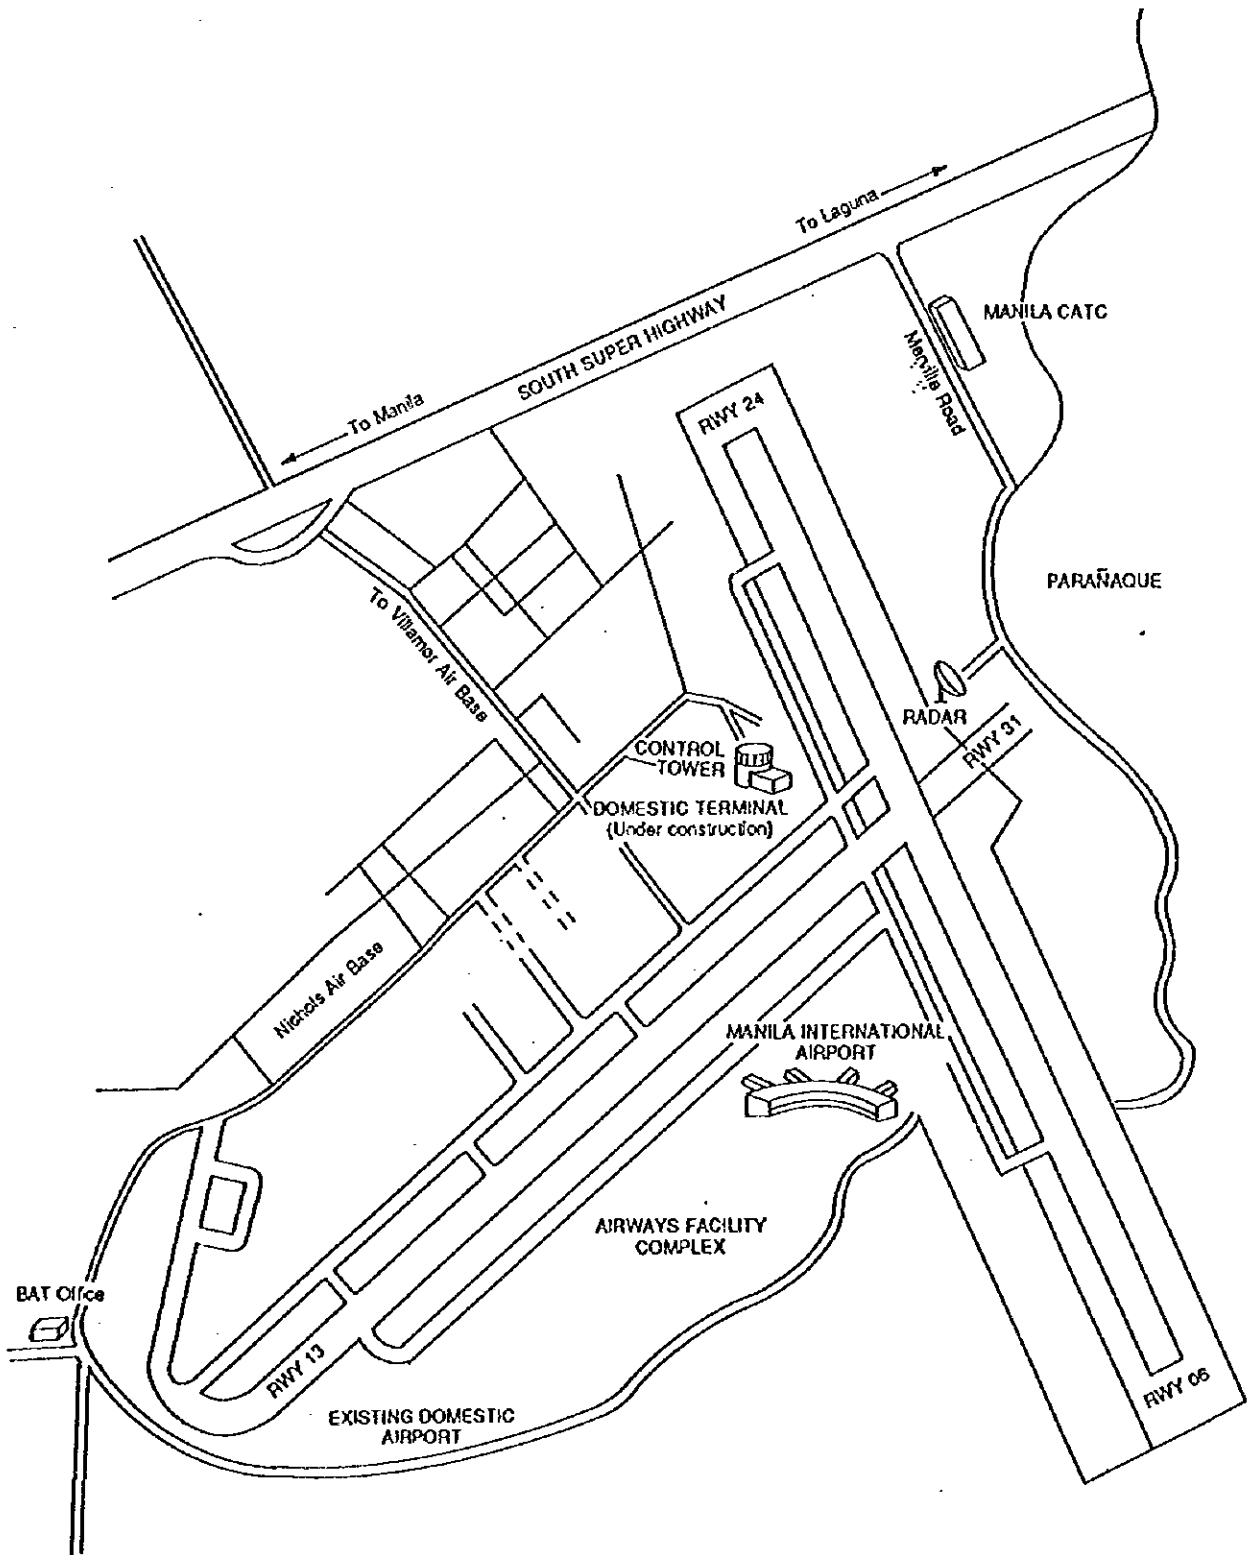 To Laguna
MANILA CATC
SOUTH SUPER HIGHWAY
Merville Road
To Manila
RWY 24
PARAÑAQUE
To Villamor Air Base
RADAR
RWY 31
CONTROL
TOWER
DOMESTIC TERMINAL
(Under construction)
Nichols Air Base
MANILA INTERNATIONAL
AIRPORT
AIRWAYS FACILITY
COMPLEX
BAT Office
RWY 13
RWY 06
EXISTING DOMESTIC
AIRPORT